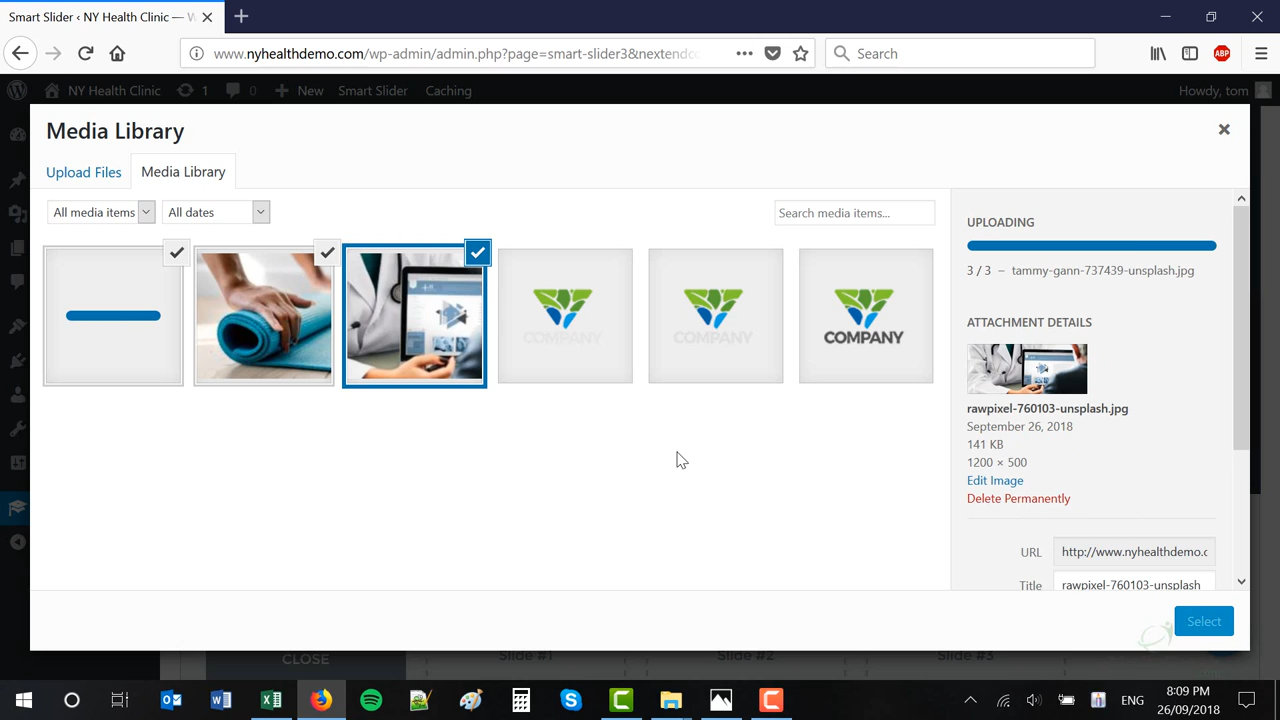 Smart Slider ‹ NY Health Clinic — W
www.nyhealthdemo.com/wp-admin/admin.php?page=smart-slider3&nextendc
Search
ABP
NY Health Clinic
1
0
New
Smart Slider
Caching
Howdy, tom
Media Library
Upload Files
Media Library
All media items
All dates
Search media items...
COMPANY
COMPANY
COMPANY
UPLOADING
3 / 3 – tammy-gann-737439-unsplash.jpg
ATTACHMENT DETAILS
rawpixel-760103-unsplash.jpg
September 26, 2018
141 KB
1200 × 500
Edit Image
Delete Permanently
URL
http://www.nyhealthdemo.c
Title
rawpixel-760103-unsplash
Select
CLOSE
Slide #1
Slide #2
Slide #3
ENG
8:09 PM
26/09/2018